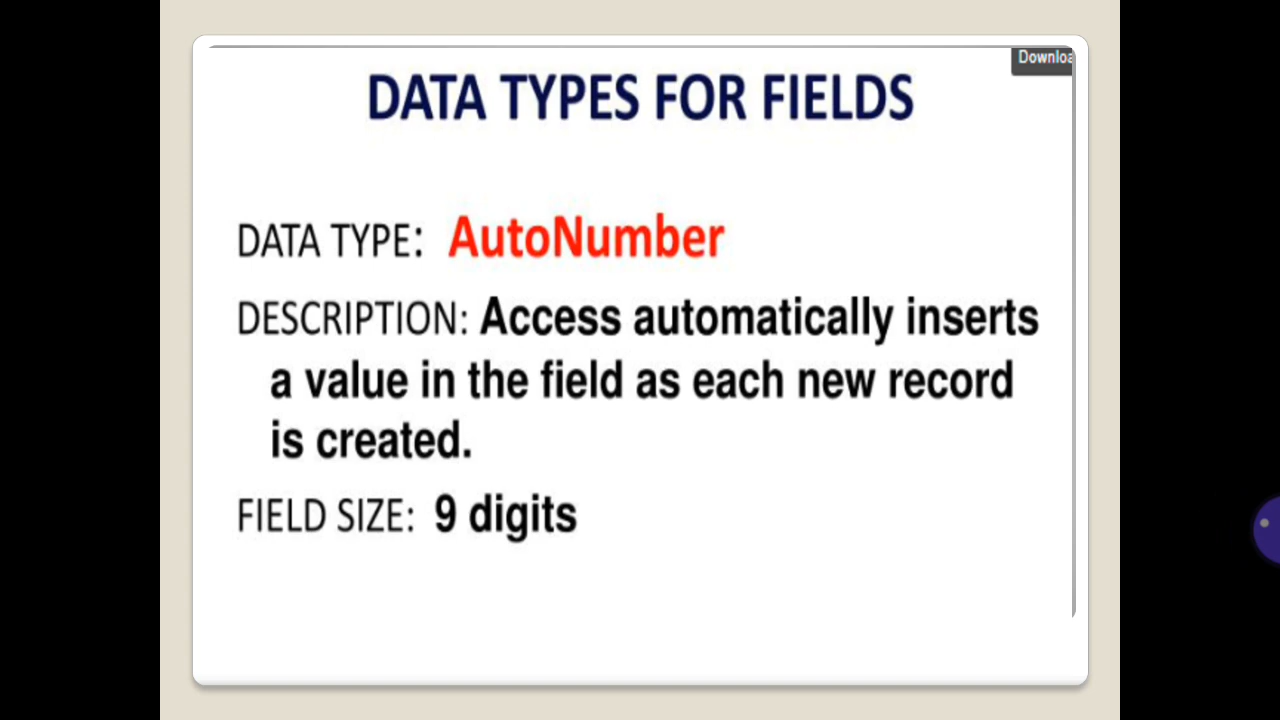 Downloa
DATA TYPES FOR FIELDS
DATA TYPE: AutoNumber
DESCRIPTION: Access automatically inserts
a value in the field as each new record
is created.
FIELD SIZE: 9 digits